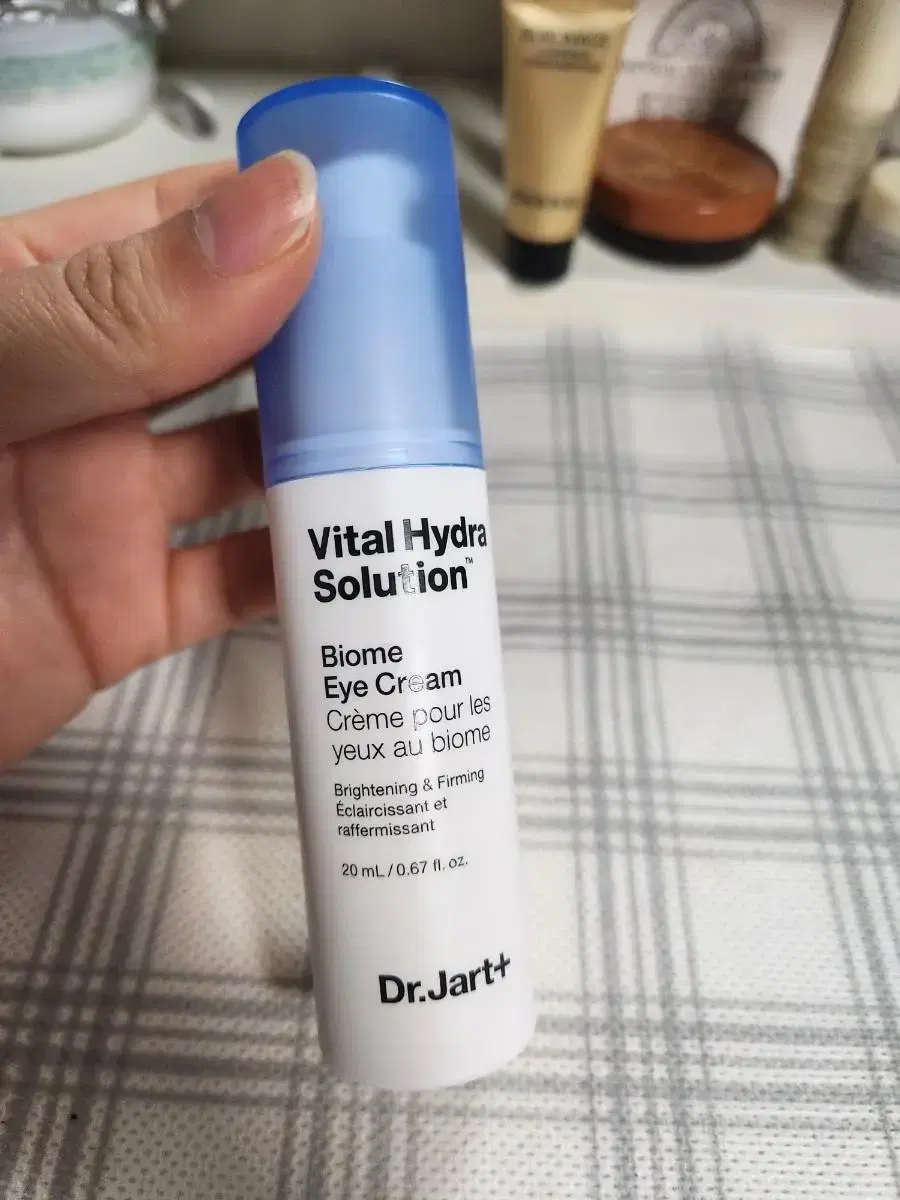 Vital Hydra
Solution™
Biome
Eye Cream
Crème pour les
yeux au biome
Brightening & Firming
Éclaircissant et
raffermissant
20 mL / 0.67 fl. oz.
Dr.Jart+